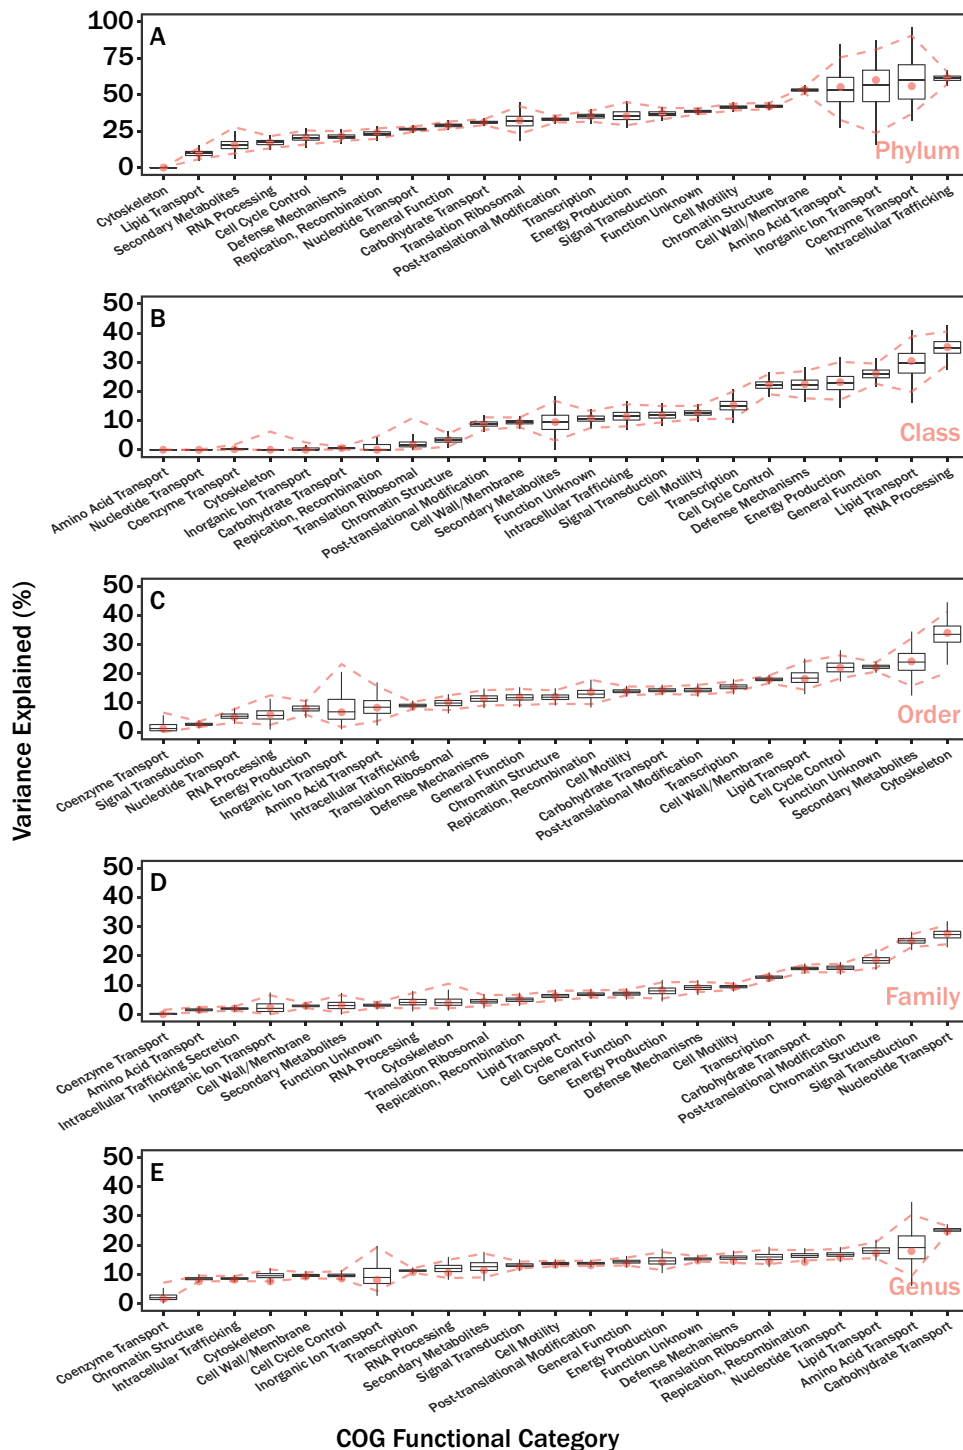 Variance Explained (%)
A
100
75
50
25
0
Phylum
Cytoskeleton
Lipid Transport
Secondary Metabolites
RNA Processing
Cell Cycle Control
Defense Mechanisms
Repication, Recombination
Nucleotide Transport
General Function
Carbohydrate Transport
Translation Ribosomal
Post-translational Modification
Transcription
Energy Production
Signal Transduction
Function Unknown
Cell Motility
Chromatin Structure
Cell Wall/Membrane
Amino Acid Transport
Inorganic Ion Transport
Coenzyme Transport
Intracellular Trafficking
B
50
40
30
20
10
0
Class
Amino Acid Transport
Nucleotide Transport
Coenzyme Transport
Cytoskeleton
Inorganic Ion Transport
Carbohydrate Transport
Repication, Recombination
Translation Ribosomal
Chromatin Structure
Post-translational Modification
Cell Wall/Membrane
Secondary Metabolites
Function Unknown
Intracellular Trafficking
Signal Transduction
Cell Motility
Transcription
Cell Cycle Control
Defense Mechanisms
Energy Production
General Function
Lipid Transport
RNA Processing
C
50
40
30
20
10
0
Order
Coenzyme Transport
Signal Transduction
Nucleotide Transport
RNA Processing
Energy Production
Inorganic Ion Transport
Amino Acid Transport
Intracellular Trafficking
Translation Ribosomal
Defense Mechanisms
General Function
Chromatin Structure
Repication, Recombination
Cell Motility
Carbohydrate Transport
Post-translational Modification
Transcription
Cell Wall/Membrane
Lipid Transport
Cell Cycle Control
Function Unknown
Secondary Metabolites
Cytoskeleton
D
50
40
30
20
10
0
Family
Coenzyme Transport
Amino Acid Transport
Intracellular Trafficking Secretion
Inorganic Ion Transport
Cell Wall/Membrane
Secondary Metabolites
Function Unknown
RNA Processing
Cytoskeleton
Translation Ribosomal
Repication, Recombination
Lipid Transport
Cell Cycle Control
General Function
Energy Production
Defense Mechanisms
Cell Motility
Transcription
Carbohydrate Transport
Post-translational Modification
Chromatin Structure
Signal Transduction
Nucleotide Transport
E
50
40
30
20
10
0
Genus
Coenzyme Transport
Chromatin Structure
Intracellular Trafficking
Cytoskeleton
Cell Wall/Membrane
Cell Cycle Control
Inorganic Ion Transport
Transcription
RNA Processing
Secondary Metabolites
Signal Transduction
Cell Motility
Post-translational Modification
General Function
Energy Production
Function Unknown
Defense Mechanisms
Translation Ribosomal
Repication, Recombination
Nucleotide Transport
Lipid Transport
Amino Acid Transport
Carbohydrate Transport
COG Functional Category